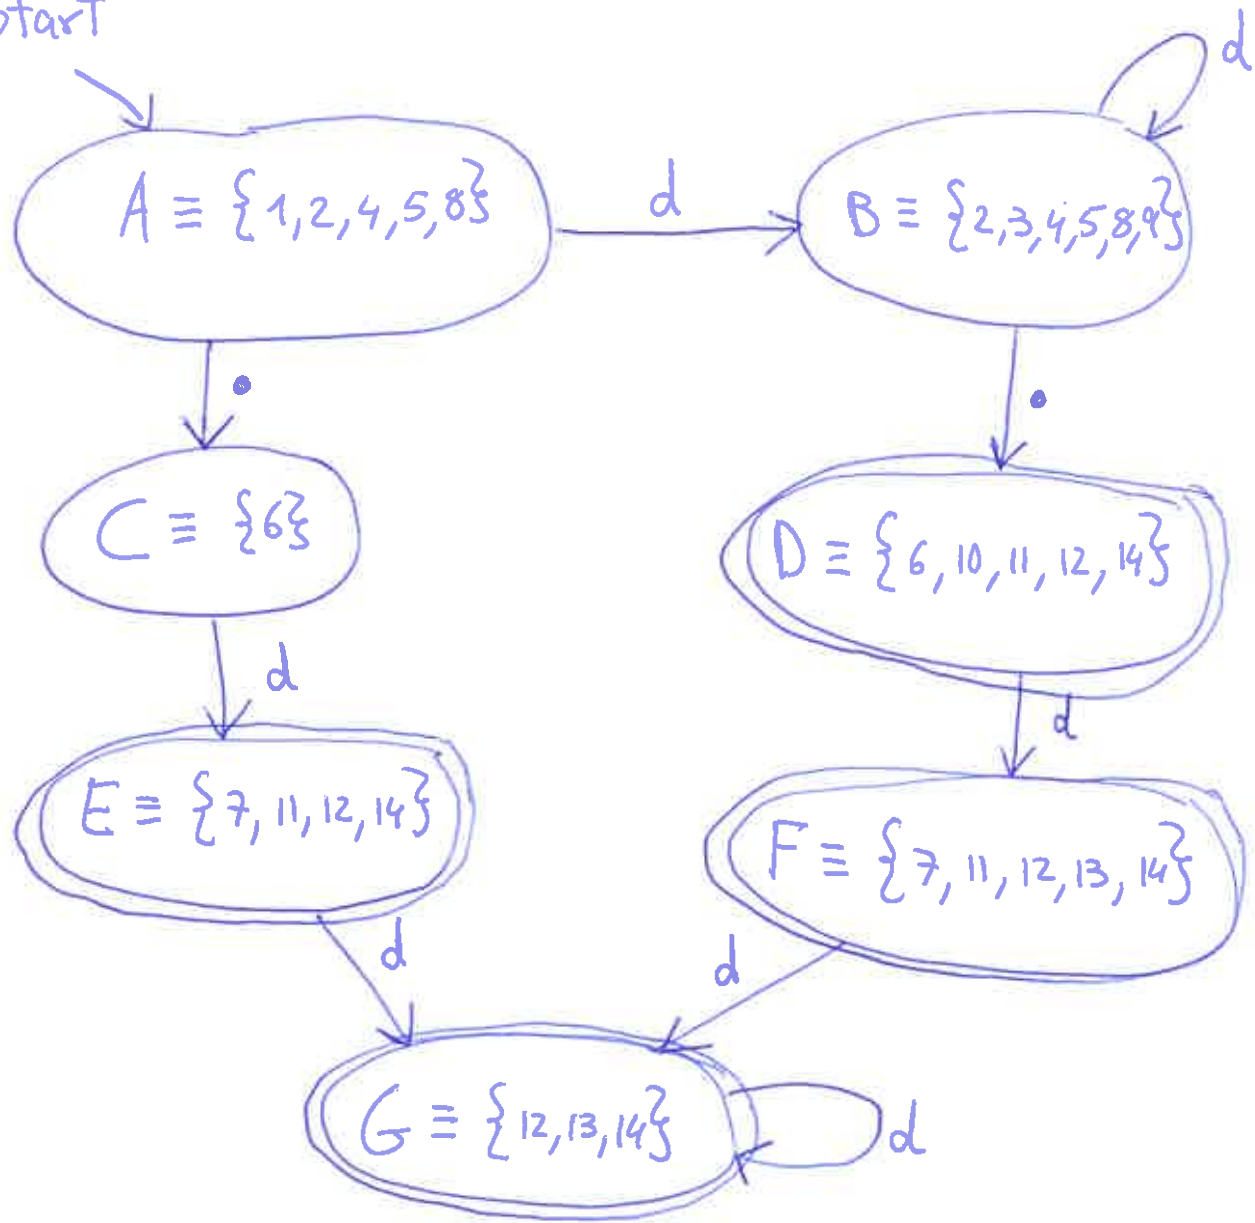 Start
d
A ≡ {1,2,4,5,8}
d
B ≡ {2,3,4,5,8,9}
•
•
C ≡ {6}
D ≡ {6, 10, 11, 12, 14}
d
d
E ≡ {7, 11, 12, 14}
F ≡ {7, 11, 12, 13, 14}
d
d
G ≡ {12,13,14}
d